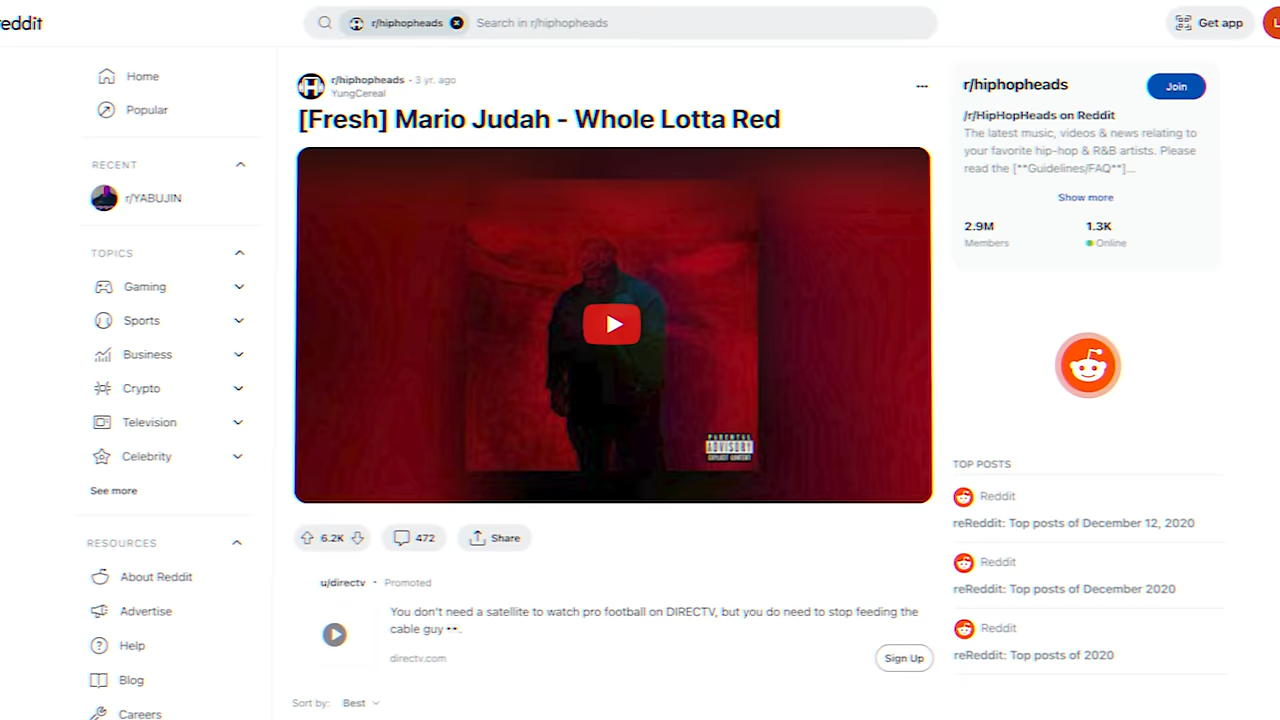 reddit
r/hiphopheads
Search in r/hiphopheads
Get app
Home
Popular
RECENT
r/YABUJIN
TOPICS
Gaming
Sports
Business
Crypto
Television
Celebrity
See more
RESOURCES
About Reddit
Advertise
Help
Blog
Careers
r/hiphopheads · 3 yr. ago
YungCereal
[Fresh] Mario Judah - Whole Lotta Red
PARENTAL
ADVISORY
EXPLICIT CONTENT
6.2K
472
Share
u/directv · Promoted
You don't need a satellite to watch pro football on DIRECTV, but you do need to stop feeding the
cable guy 👀.
directv.com
Sign Up
Sort by: Best
r/hiphopheads
Join
/r/HipHopHeads on Reddit
The latest music, videos & news relating to
your favorite hip-hop & R&B artists. Please
read the [**Guidelines/FAQ**]...
Show more
2.9M
1.3K
Members
Online
TOP POSTS
Reddit
reReddit: Top posts of December 12, 2020
Reddit
reReddit: Top posts of December 2020
Reddit
reReddit: Top posts of 2020